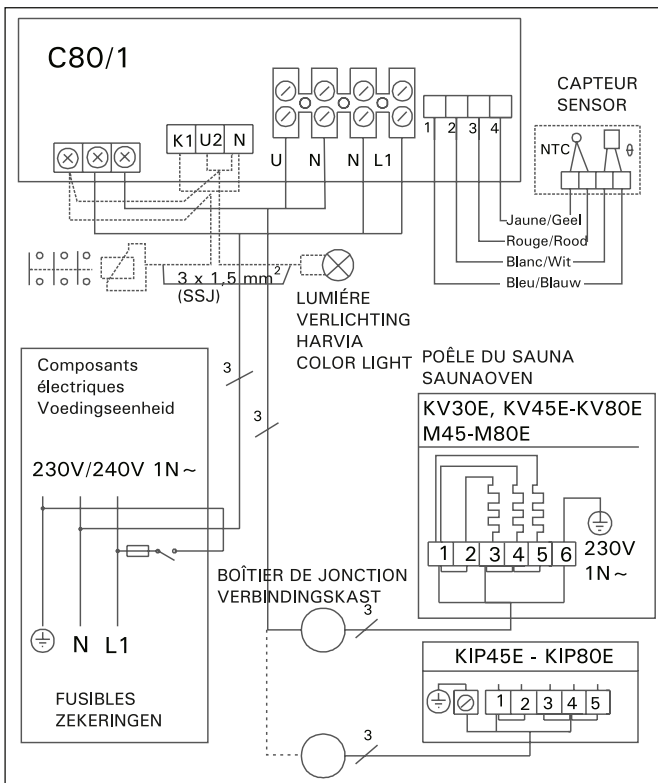 C80/1
K1 U2 N
U N N L1
1 2 3 4
CAPTEUR
SENSOR
NTC θ
Jaune/Geel
Rouge/Rood
Blanc/Wit
Bleu/Blauw
3 x 1,5 mm²
(SSJ)
LUMIÉRE
VERLICHTING
HARVIA
COLOR LIGHT
Composants
électriques
Voedingseenheid
3
3
230V/240V 1N~
N L1
FUSIBLES
ZEKERINGEN
POÊLE DU SAUNA
SAUNAOVEN
KV30E, KV45E-KV80E
M45-M80E
1 2 3 4 5 6
230V
1N~
BOÎTIER DE JONCTION
VERBINDINGSKAST
3
KIP45E - KIP80E
1 2 3 4 5
3